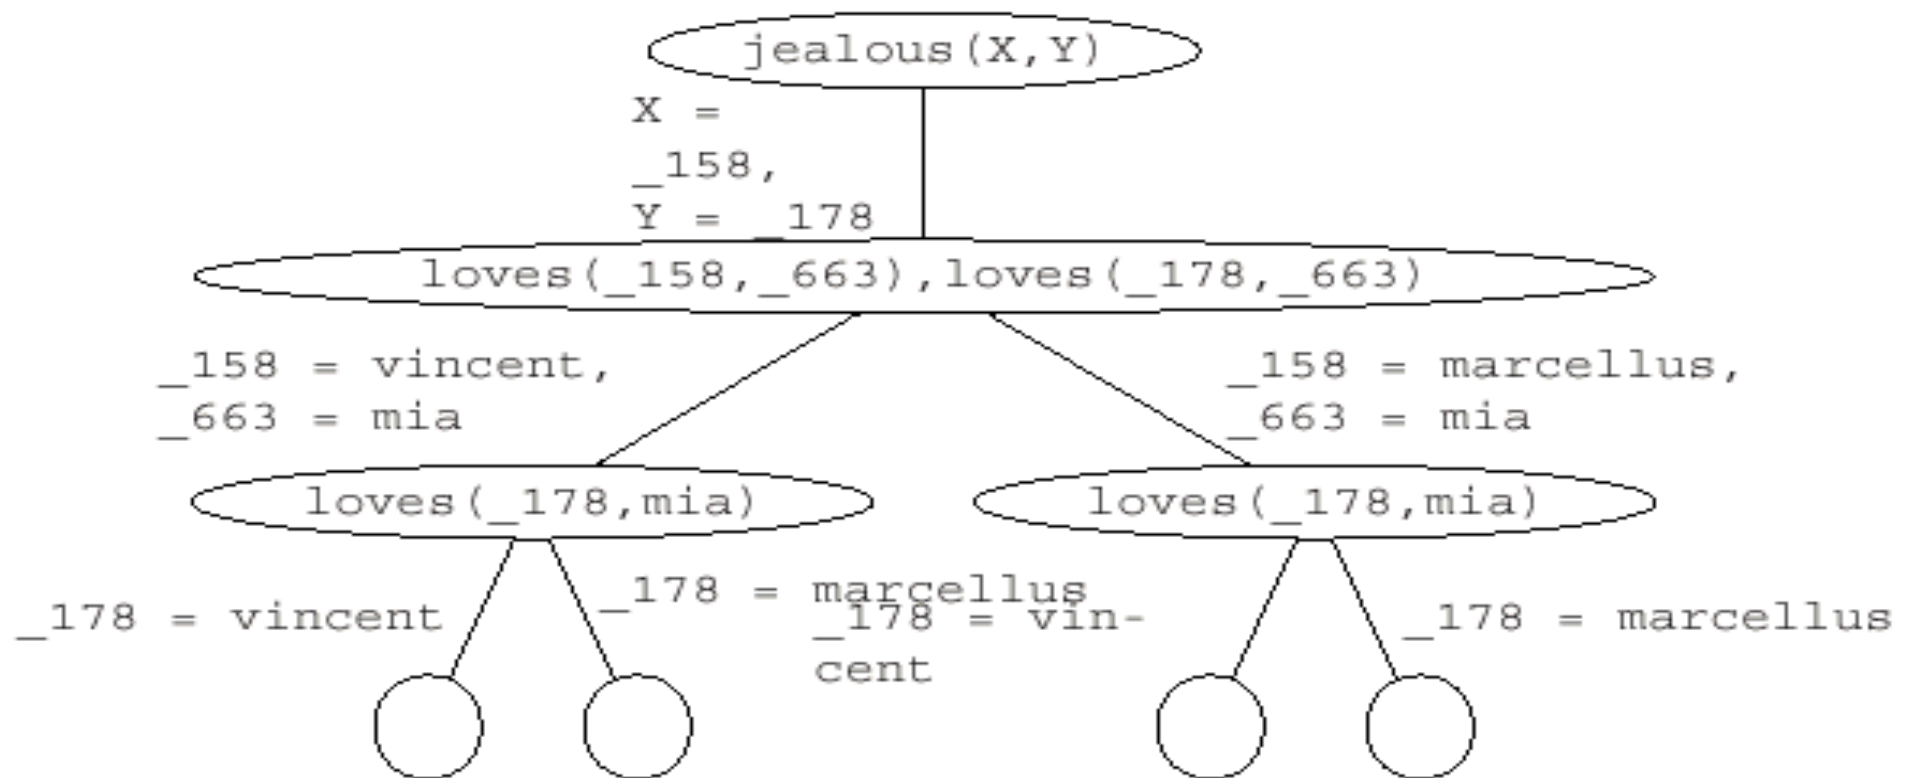 jealous(X,Y)
X =
_158,
Y = _178
loves(_158,_663),loves(_178,_663)
_158 = vincent,
_663 = mia
_158 = marcellus,
_663 = mia
loves(_178,mia)
loves(_178,mia)
_178 = vincent
_178 = marcellus
_178 = vin-
cent
_178 = marcellus